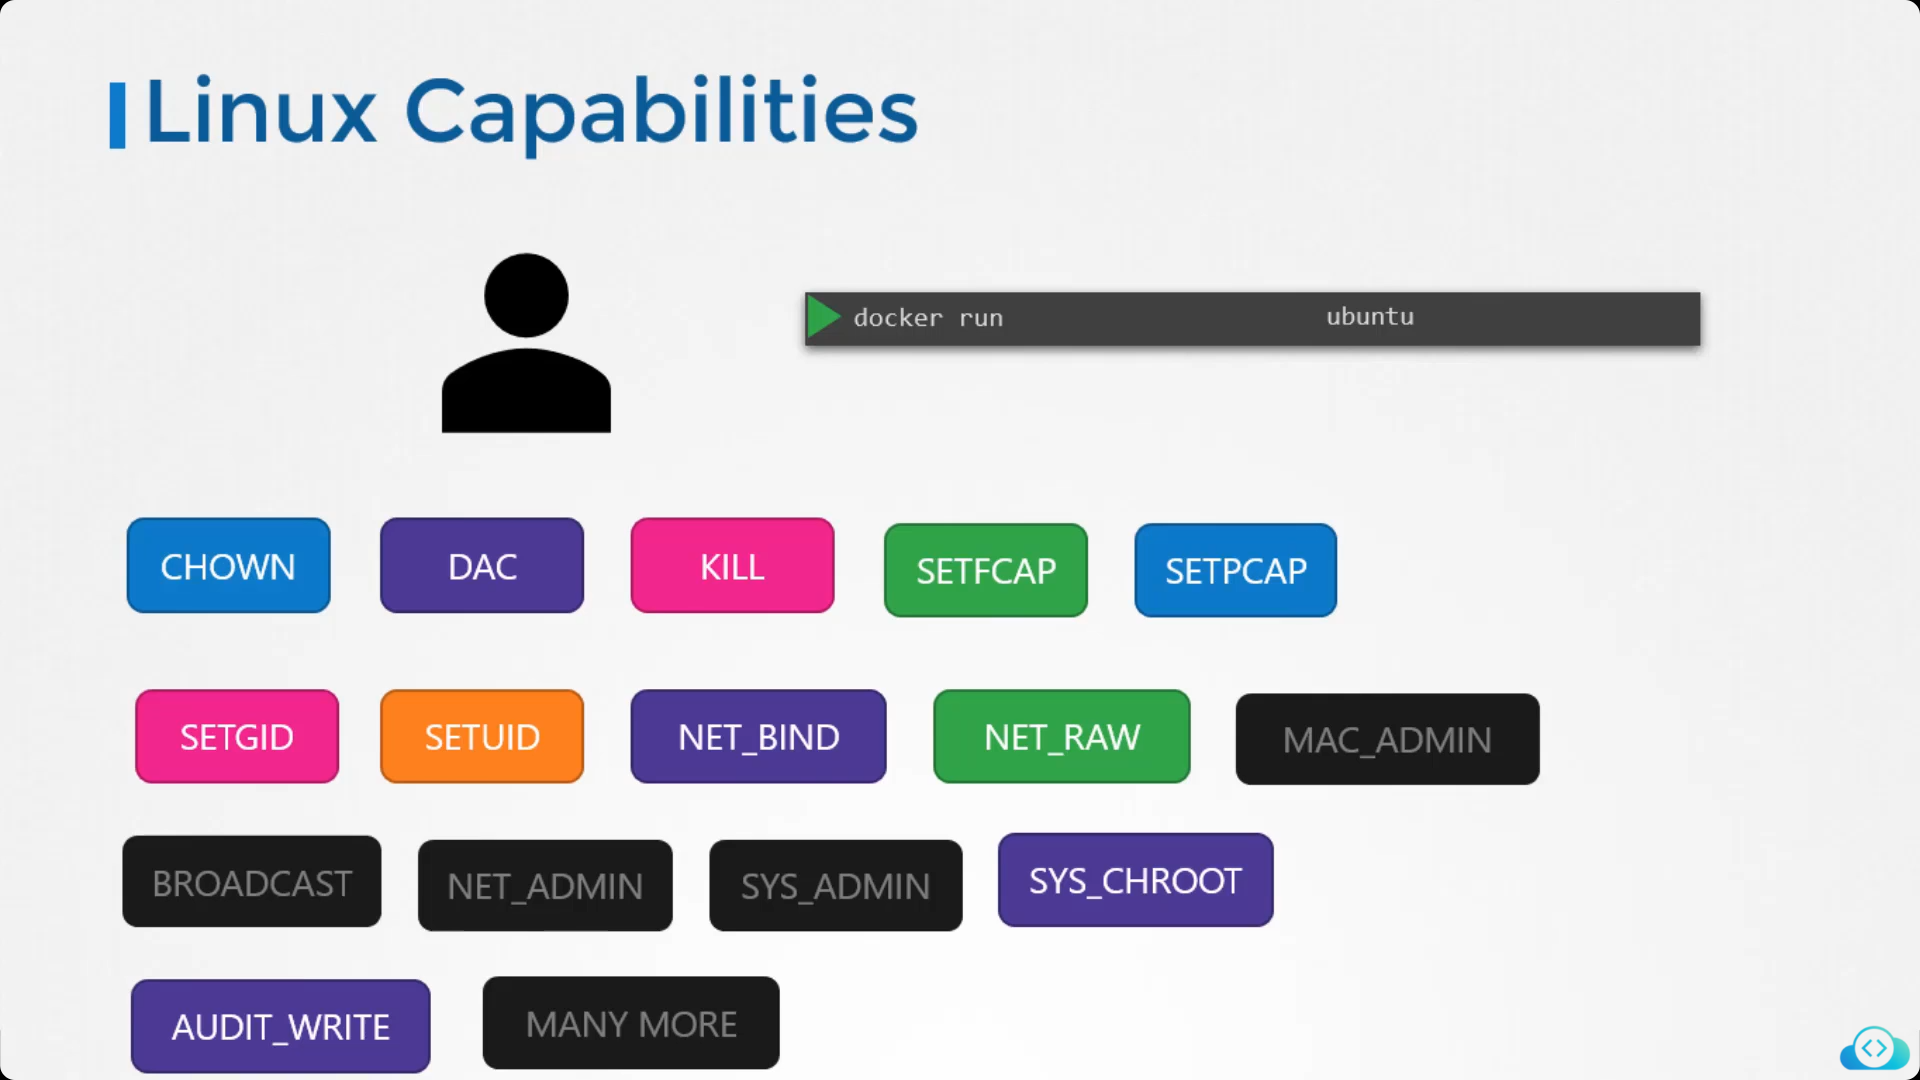 Linux Capabilities
docker run ubuntu
CHOWN DAC KILL SETFCAP SETPCAP
SETGID SETUID NET_BIND NET_RAW MAC_ADMIN
BROADCAST NET_ADMIN SYS_ADMIN SYS_CHROOT
AUDIT_WRITE MANY MORE